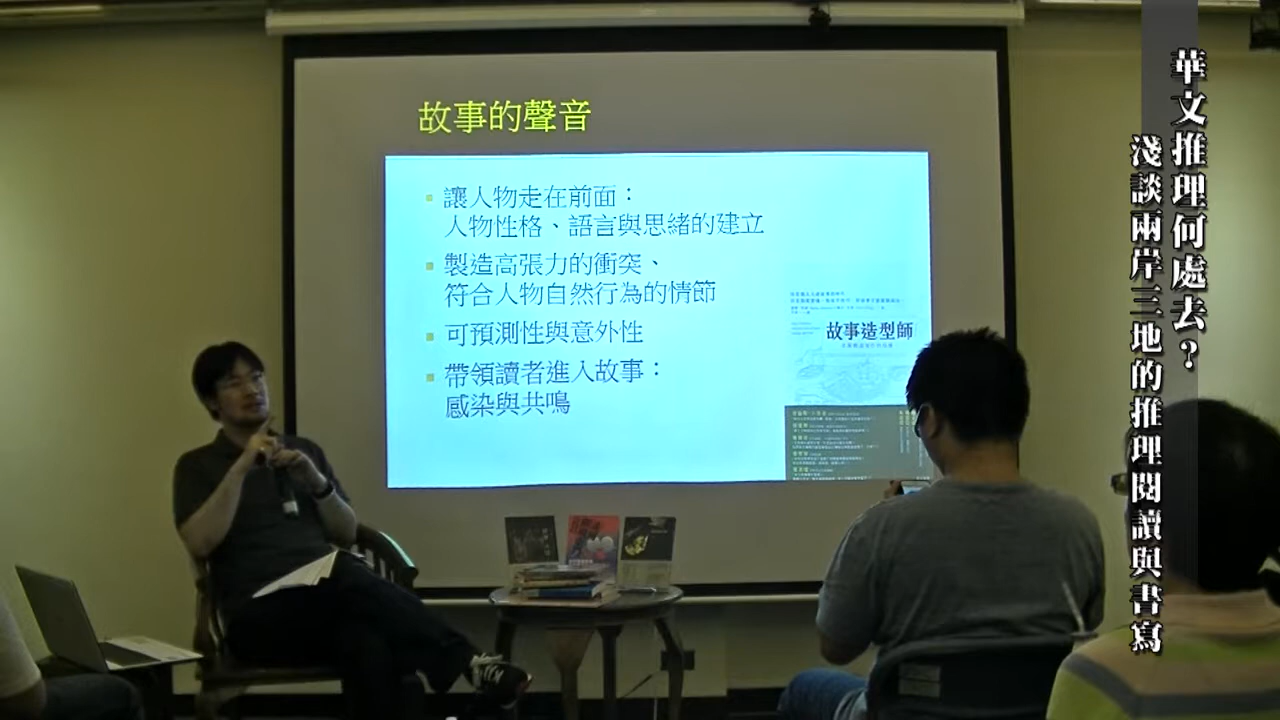 故事的聲音
讓人物走在前面：
人物性格、語言與思緒的建立
製造高張力的衝突、
符合人物自然行為的情節
可預測性與意外性
帶領讀者進入故事：
感染與共鳴
故事造型師
華文推理何處去？
淺談兩岸三地的推理閱讀與書寫